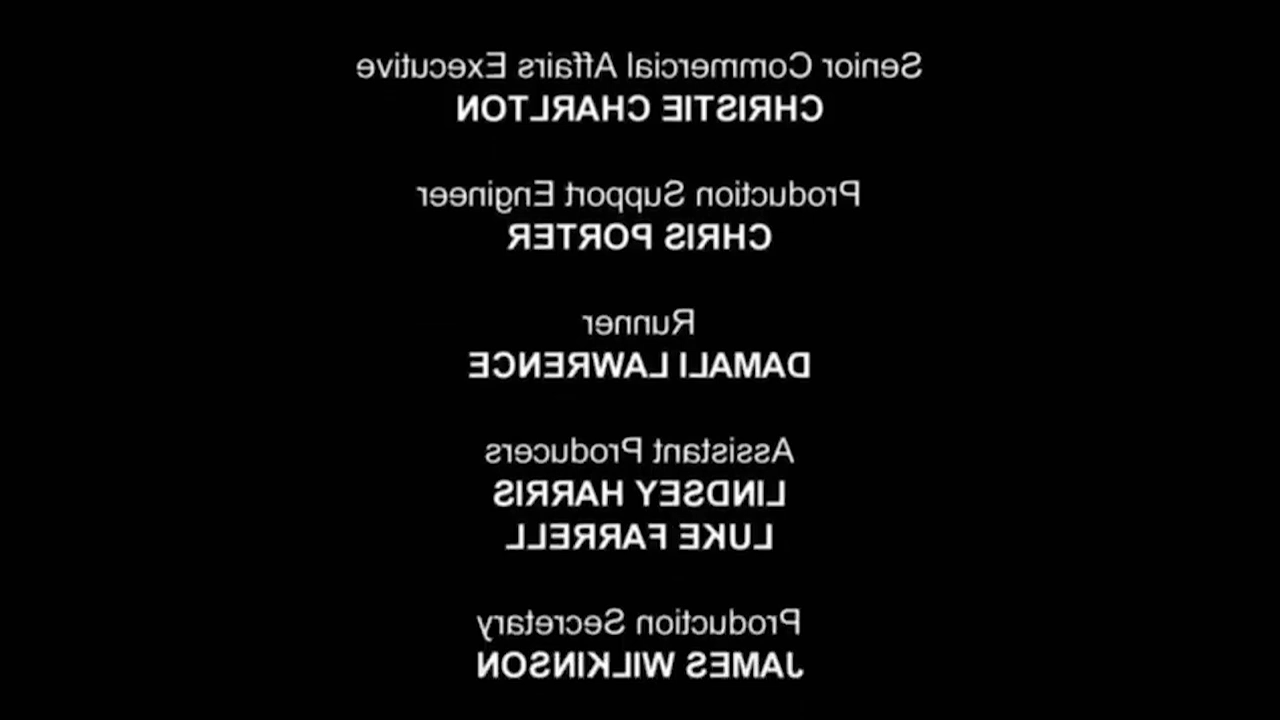 Senior Commercial Affairs Executive
CHRISTIE CHARLTON
Production Support Engineer
CHRIS PORTER
Runner
DAMALI LAWRENCE
Assistant Producers
LINDSEY HARRIS
LUKE FARRELL
Production Secretary
JAMES WILKINSON